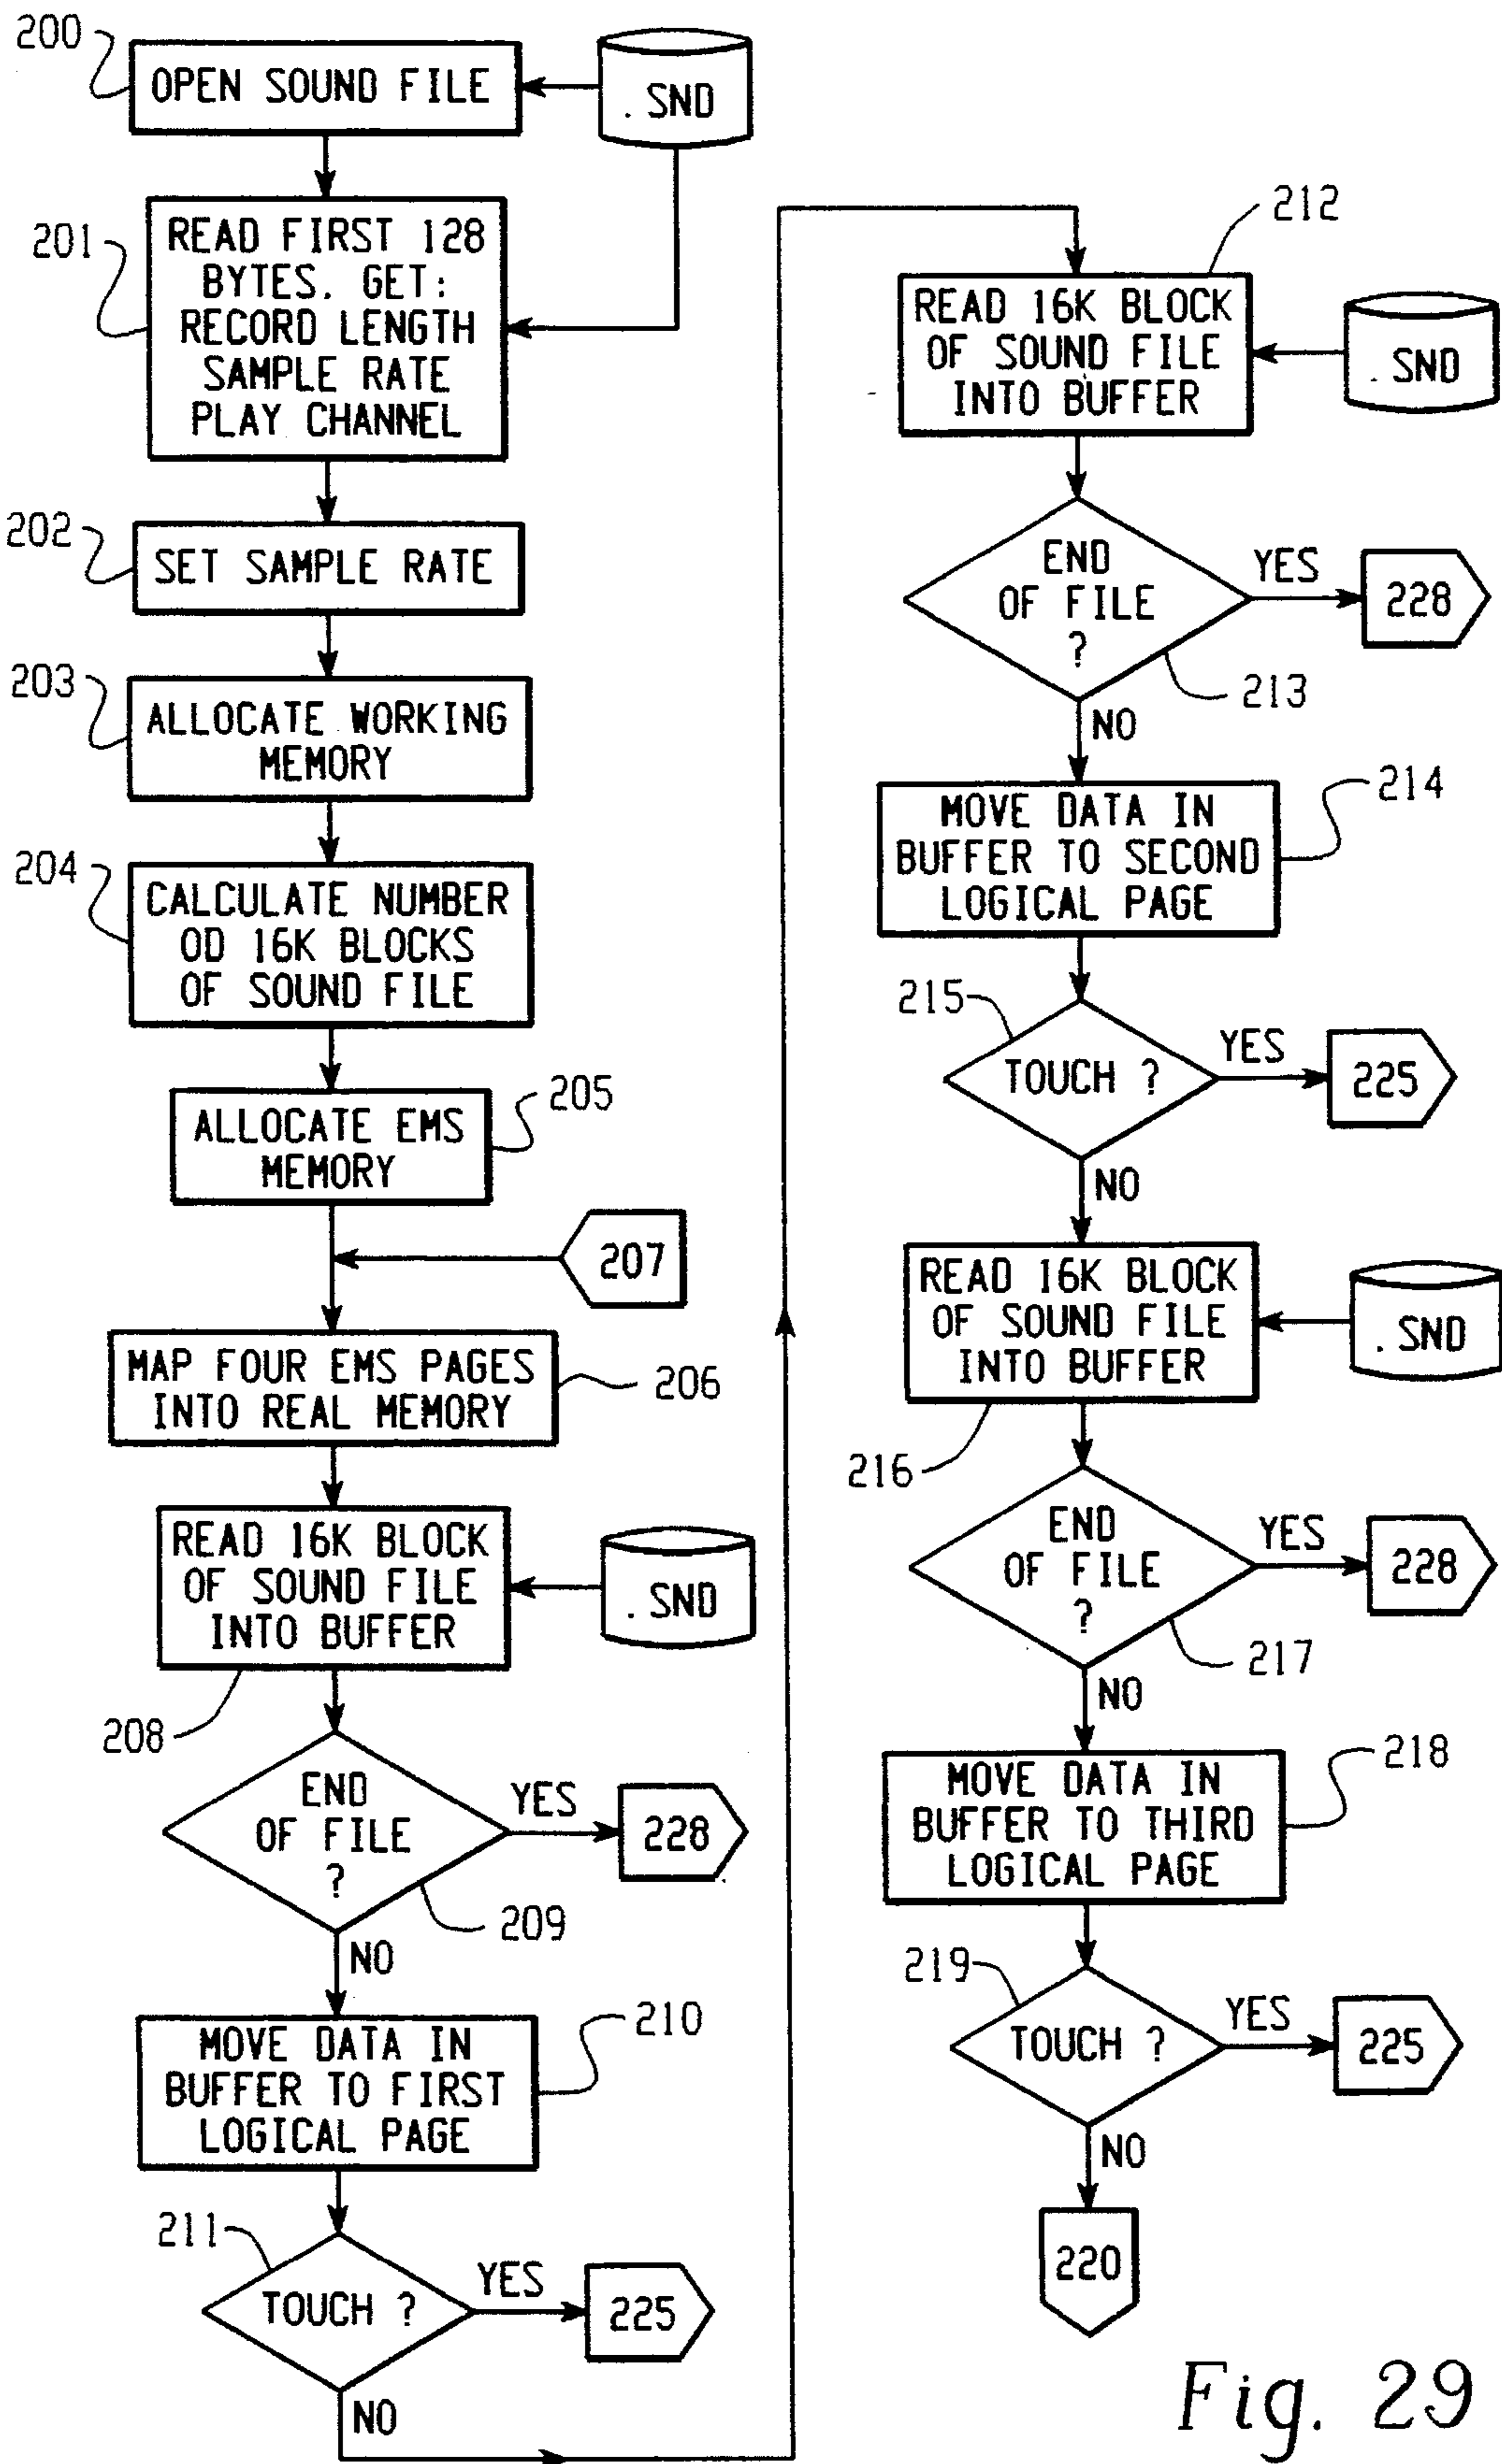 200
OPEN SOUND FILE
.SND
201
READ FIRST 128
BYTES. GET:
RECORD LENGTH
SAMPLE RATE
PLAY CHANNEL
202
SET SAMPLE RATE
203
ALLOCATE WORKING
MEMORY
204
CALCULATE NUMBER
OD 16K BLOCKS
OF SOUND FILE
205
ALLOCATE EMS
MEMORY
207
MAP FOUR EMS PAGES
INTO REAL MEMORY
206
READ 16K BLOCK
OF SOUND FILE
INTO BUFFER
.SND
208
END
OF FILE
?
YES
228
209
NO
210
MOVE DATA IN
BUFFER TO FIRST
LOGICAL PAGE
211
TOUCH ?
YES
225
NO
212
READ 16K BLOCK
OF SOUND FILE
INTO BUFFER
.SND
END
OF FILE
?
YES
228
213
NO
214
MOVE DATA IN
BUFFER TO SECOND
LOGICAL PAGE
215
TOUCH ?
YES
225
NO
READ 16K BLOCK
OF SOUND FILE
INTO BUFFER
.SND
216
END
OF FILE
?
YES
228
217
NO
218
MOVE DATA IN
BUFFER TO THIRD
LOGICAL PAGE
219
TOUCH ?
YES
225
NO
220
Fig. 29